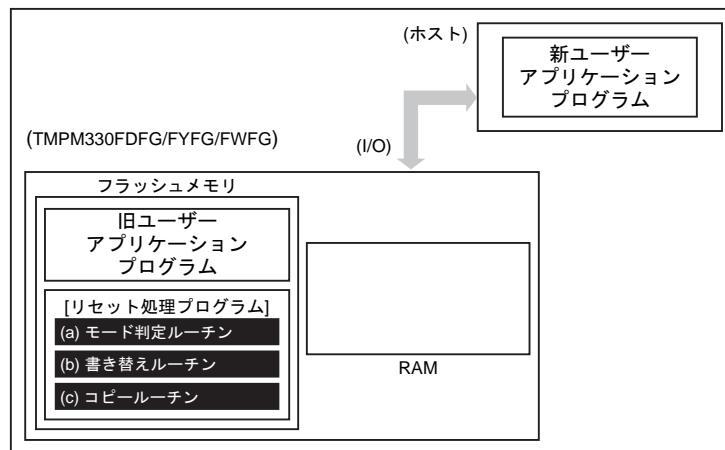 (ホスト)
新ユーザー
アプリケーション
プログラム
(TMPM330FDFG/FYFG/FWFG)
(I/O)
フラッシュメモリ
旧ユーザー
アプリケーション
プログラム
[リセット処理プログラム]
(a) モード判定ルーチン
(b) 書き替えルーチン
(c) コピールーチン
RAM